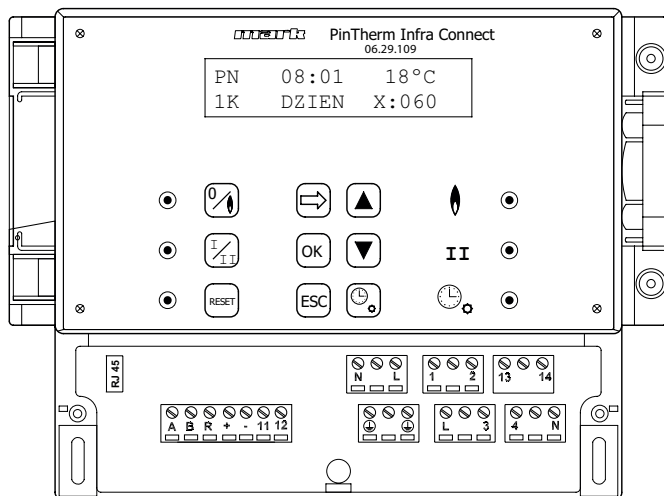 mark PinTherm Infra Connect
06.29.109
PN 08:01 18°C
1K DZIEN X:060
0/
I/II OK II
RESET ESC
RJ 45
N L 1 2 13 14
A B R + - 11 12 L 3 4 N